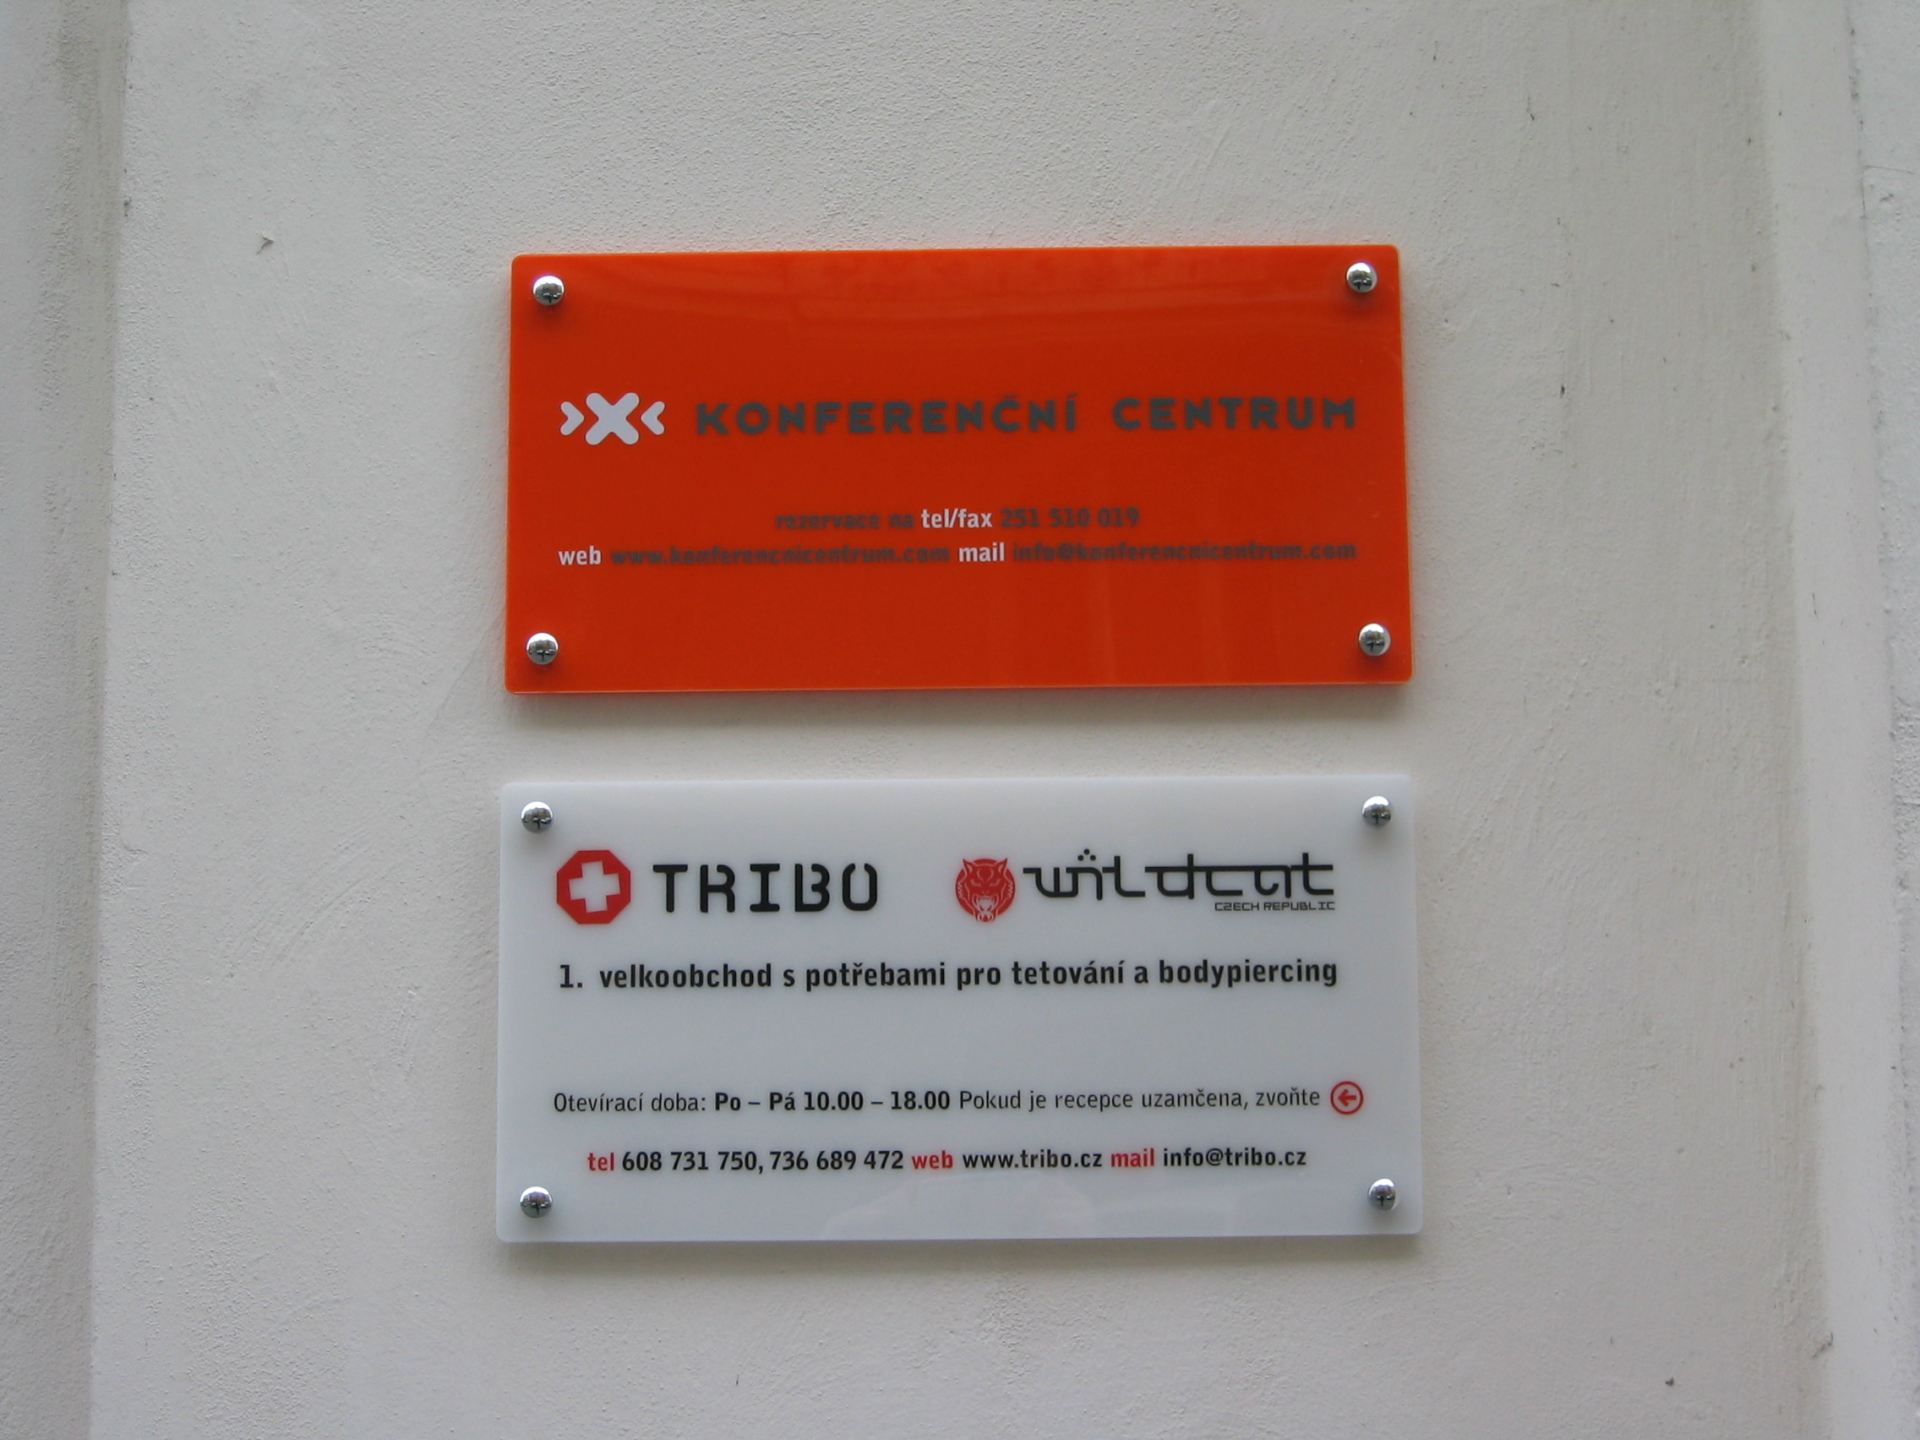 KONFERENČNÍ CENTRUM
rezervace na tel/fax 251 510 019
web www.konferencnicentrum.com mail info@konferencnicentrum.com
TRIBO wildcat
CZECH REPUBLIC
1. velkoobchod s potřebami pro tetování a bodypiercing
Otevírací doba: Po – Pá 10.00 – 18.00 Pokud je recepce uzamčena, zvoňte
tel 608 731 750, 736 689 472 web www.tribo.cz mail info@tribo.cz